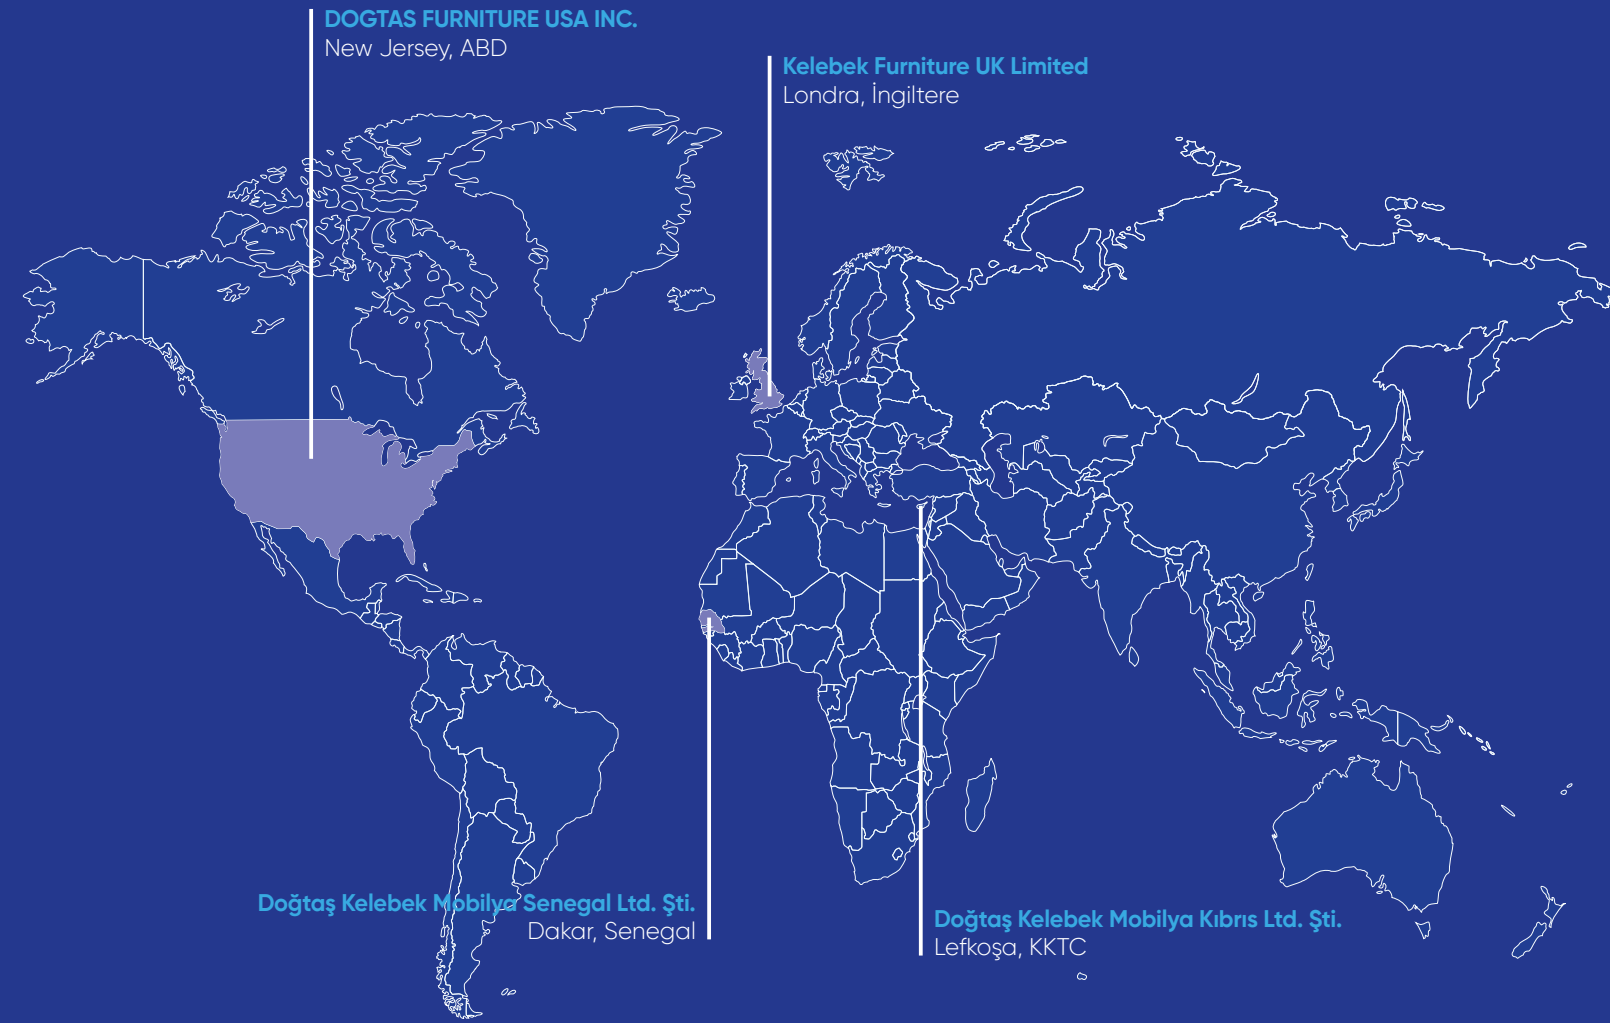 DOGTAS FURNITURE USA INC.
New Jersey, ABD
Kelebek Furniture UK Limited
Londra, İngiltere
Doğtaş Kelebek Mobilya Senegal Ltd. Şti.
Dakar, Senegal
Doğtaş Kelebek Mobilya Kıbrıs Ltd. Şti.
Lefkoşa, KKTC